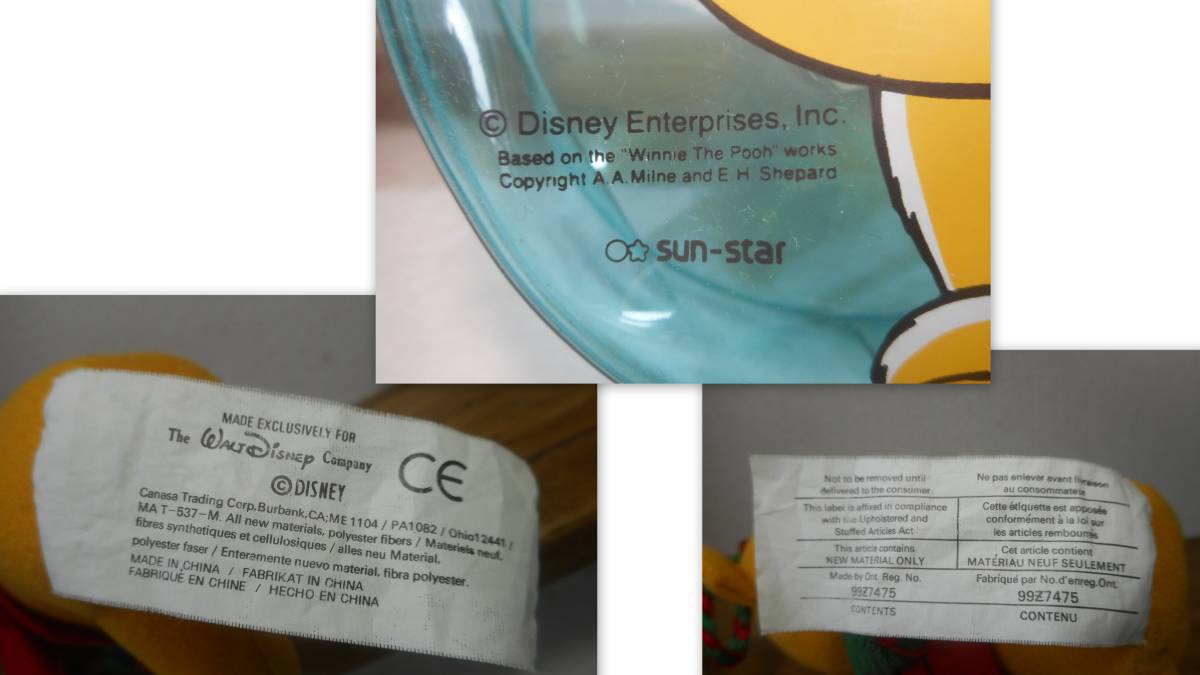 © Disney Enterprises, Inc.
Based on the "Winnie The Pooh" works
Copyright A.A.Milne and E H Shepard
sun-star
MADE EXCLUSIVELY FOR
The WALT DISNEY Company
CE
©DISNEY
Canasa Trading Corp.Burbank,CA;ME 1104 / PA1082 / Ohio12441 /
MA T-537-M. All new materials, polyester fibers / Materiels neuf.
fibres synthetiques et cellulosiques / alles neu Material.
polyester faser / Enteramente nuevo material. fibra polyester.
MADE IN CHINA / FABRIKAT IN CHINA
FABRIQUÉ EN CHINE / HECHO EN CHINA
Not to be removed until
delivered to the consumer
Ne pas enlever avant livraison
au consommateur
This label is affixed in compliance
with the Upholstered and
Stuffed Articles Act
Cette étiquette est apposée
conformément à la loi sur
les articles rembourrés
This article contains
NEW MATERIAL ONLY
Cet article contient
MATÉRIAU NEUF SEULEMENT
Made by Ont. Reg. No.
99Z7475
Fabriqué par No.d'enreg.Ont.
99Z7475
CONTENTS
CONTENU